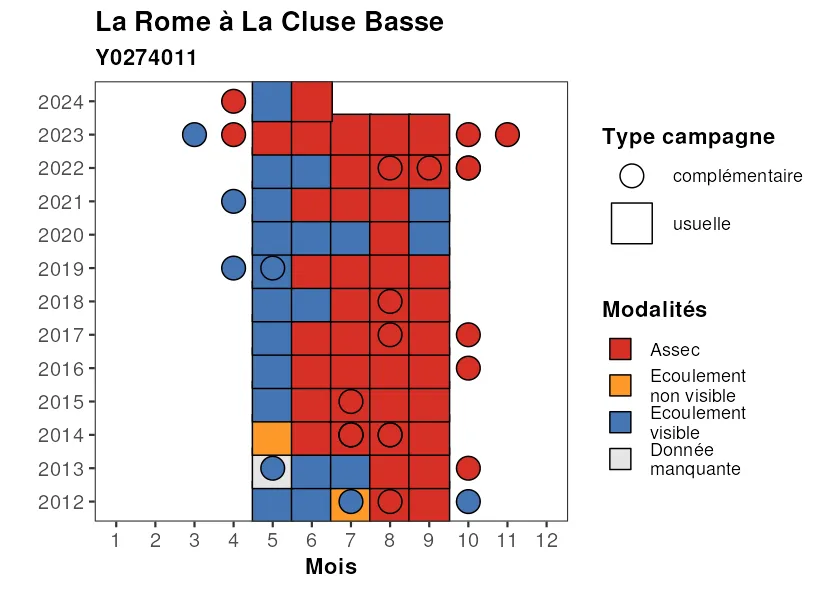 La Rome à La Cluse Basse
Y0274011
2024
2023
2022
2021
2020
2019
2018
2017
2016
2015
2014
2013
2012
1 2 3 4 5 6 7 8 9 10 11 12
Mois
Type campagne
complémentaire
usuelle
Modalités
Assec
Ecoulement
non visible
Ecoulement
visible
Donnée
manquante